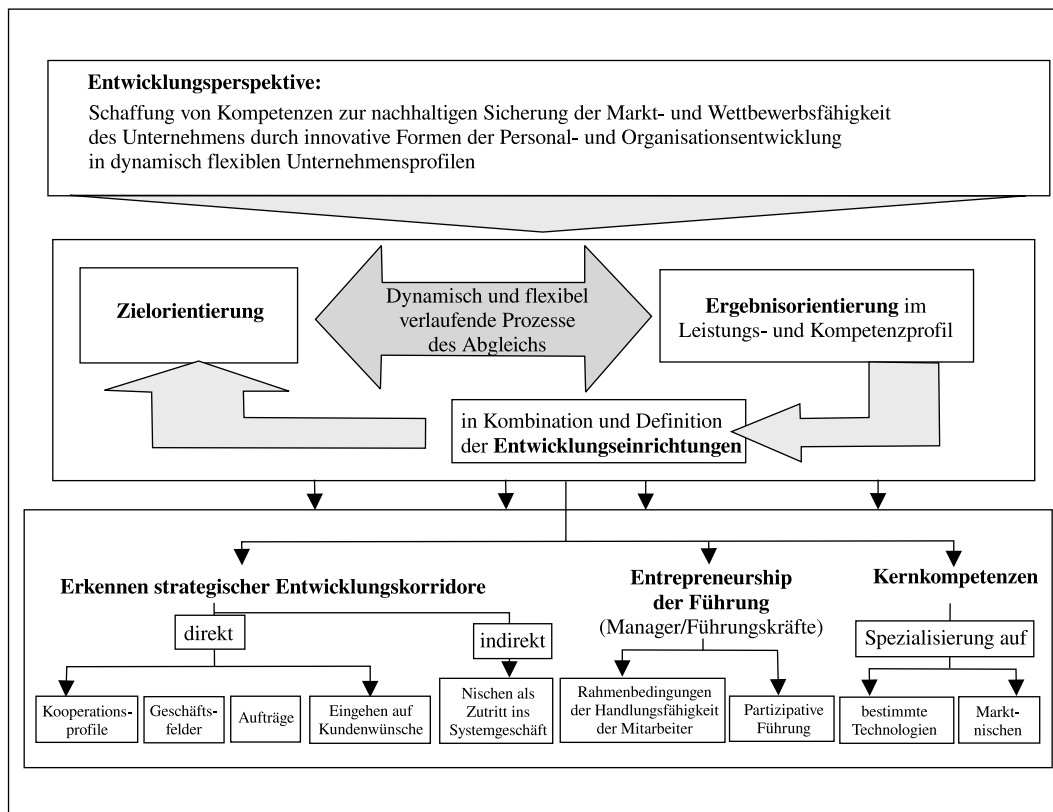 Entwicklungsperspektive:
Schaffung von Kompetenzen zur nachhaltigen Sicherung der Markt- und Wettbewerbsfähigkeit
des Unternehmens durch innovative Formen der Personal- und Organisationsentwicklung
in dynamisch flexiblen Unternehmensprofilen
Zielorientierung
Dynamisch und flexibel
verlaufende Prozesse
des Abgleichs
Ergebnisorientierung im
Leistungs- und Kompetenzprofil
in Kombination und Definition
der Entwicklungseinrichtungen
Erkennen strategischer Entwicklungskorridore
direkt
indirekt
Kooperations-
profile
Geschäfts-
felder
Aufträge
Eingehen auf
Kundenwünsche
Nischen als
Zutritt ins
Systemgeschäft
Entrepreneurship
der Führung
(Manager/Führungskräfte)
Rahmenbedingungen
der Handlungsfähigkeit
der Mitarbeiter
Partizipative
Führung
Kernkompetenzen
Spezialisierung auf
bestimmte
Technologien
Markt-
nischen